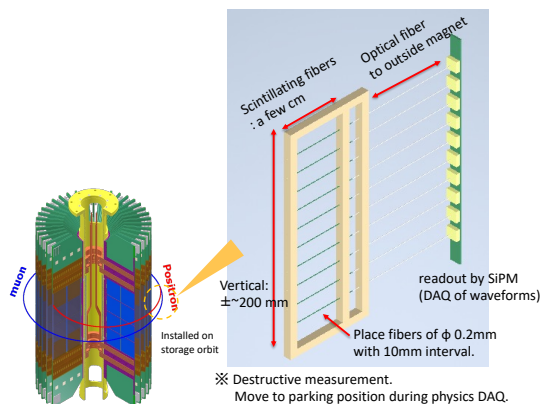 Scintillating fibers
: a few cm
Optical fiber
to outside magnet
muon
Positron
Installed on
storage orbit
Vertical:
±~200 mm
readout by SiPM
(DAQ of waveforms)
Place fibers of φ 0.2mm
with 10mm interval.
※ Destructive measurement.
Move to parking position during physics DAQ.